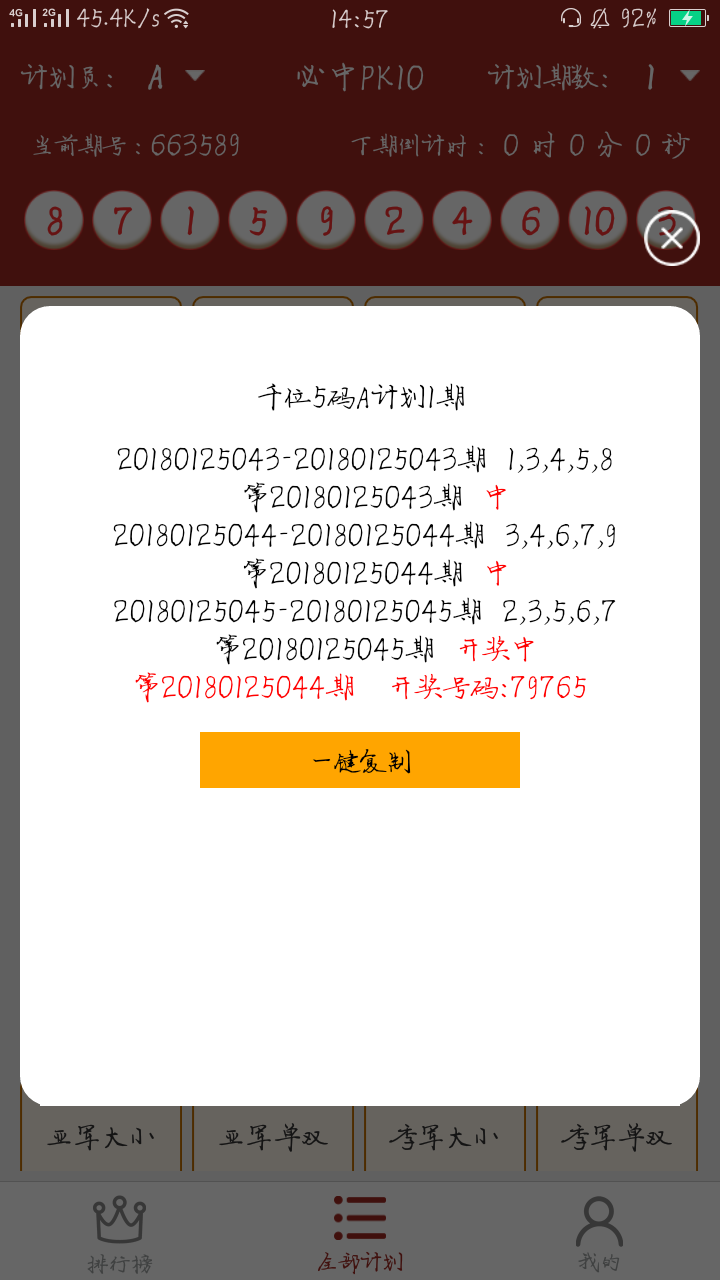 4G 2G 45.4K/s 14:57 92%
计划员： A 必中PK10 计划期数： 1
当前期号：663589 下期倒计时：0 时 0 分 0 秒
8 7 1 5 9 2 4 6 10 3
千位5码A计划1期
20180125043-20180125043期 1,3,4,5,8
第20180125043期 中
20180125044-20180125044期 3,4,6,7,9
第20180125044期 中
20180125045-20180125045期 2,3,5,6,7
第20180125045期 开奖中
第20180125044期 开奖号码:79765
一键复制
亚军大小 亚军单双 季军大小 季军单双
排行榜 全部计划 我的